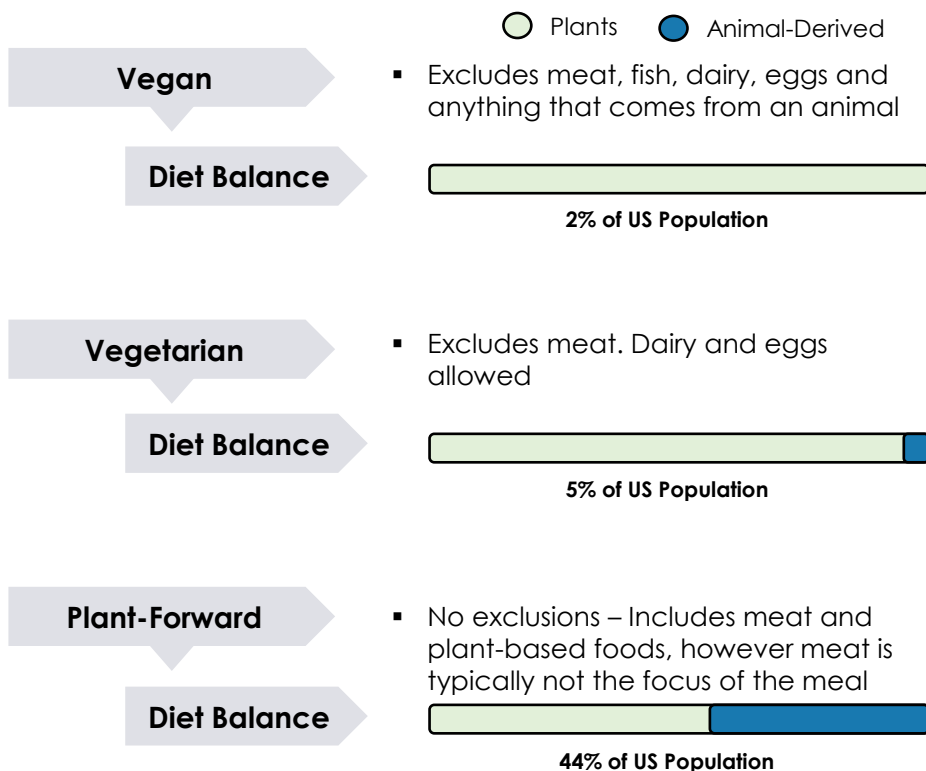 Plants Animal-Derived
Vegan
▪ Excludes meat, fish, dairy, eggs and
anything that comes from an animal
Diet Balance
2% of US Population
Vegetarian
▪ Excludes meat. Dairy and eggs
allowed
Diet Balance
5% of US Population
Plant-Forward
▪ No exclusions – Includes meat and
plant-based foods, however meat is
typically not the focus of the meal
Diet Balance
44% of US Population